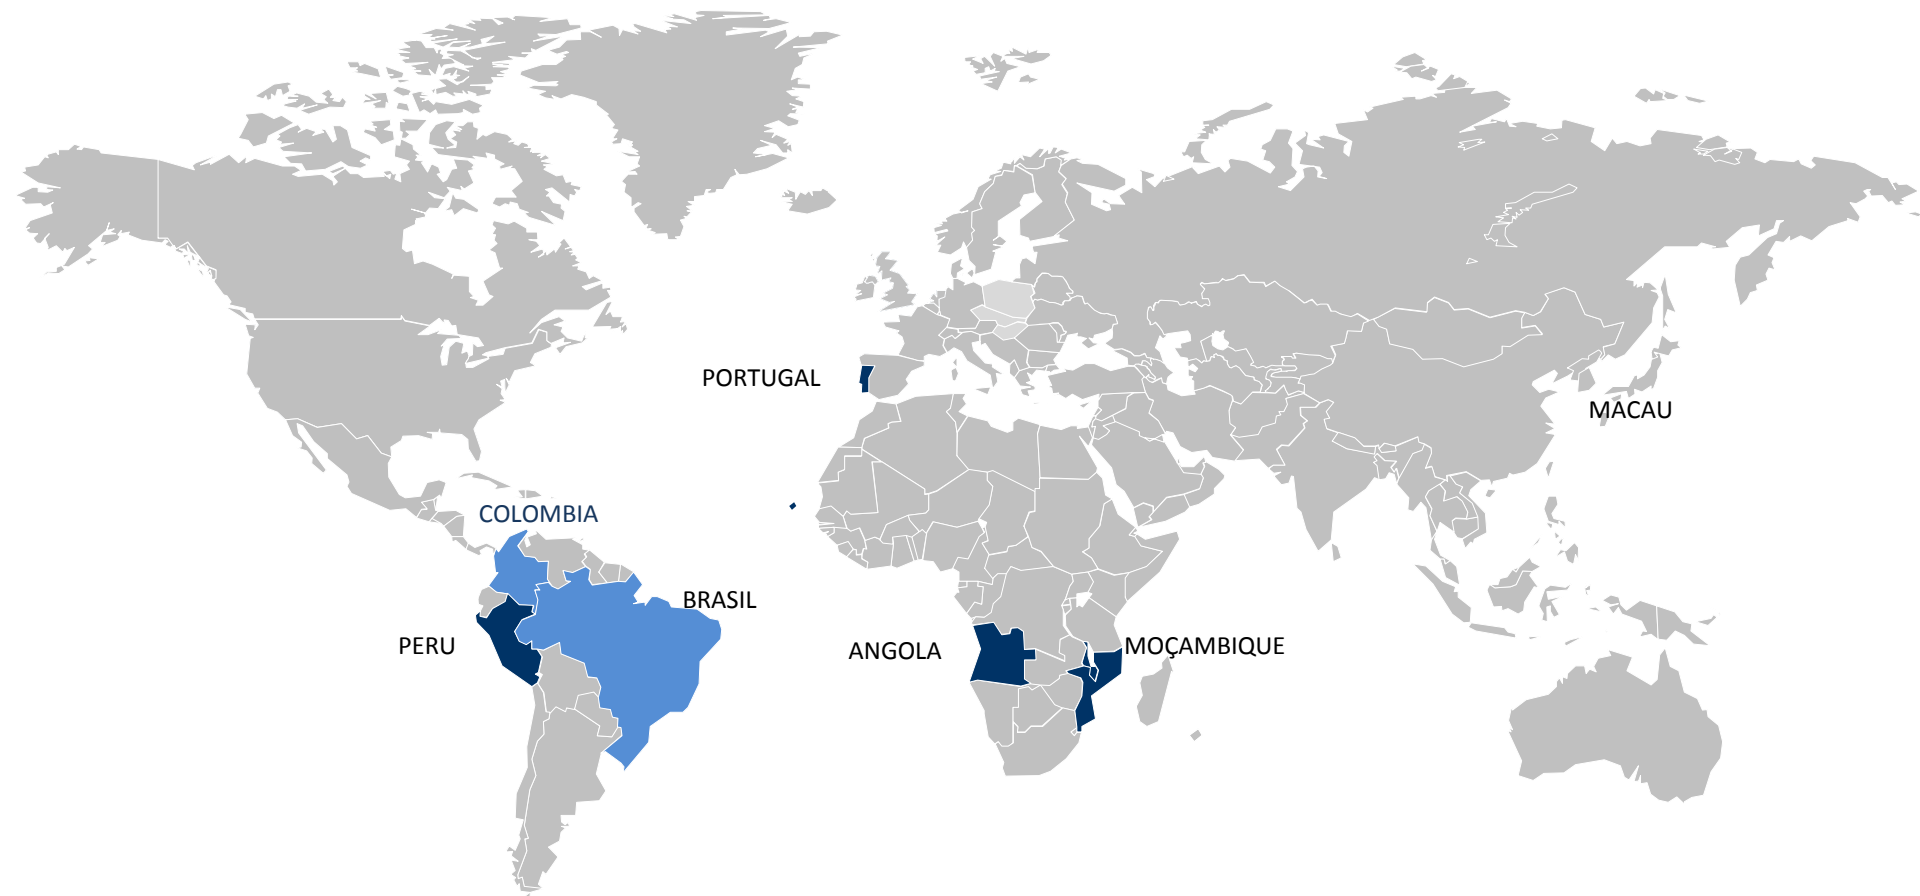 PORTUGAL
MACAU
COLOMBIA
BRASIL
PERU
ANGOLA
MOÇAMBIQUE